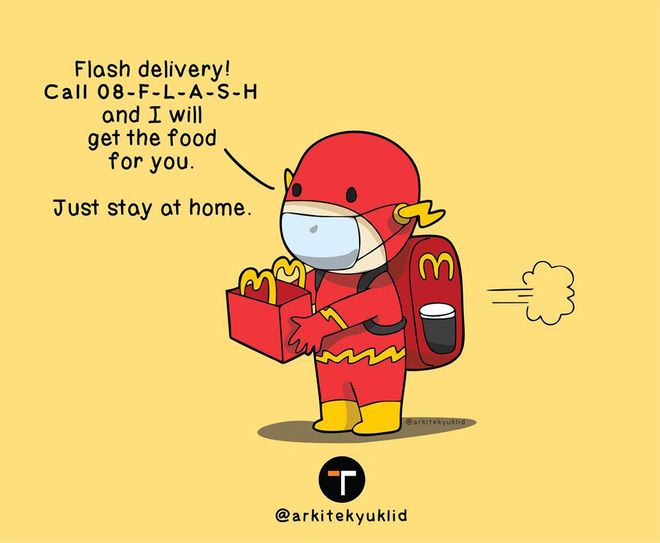 Flash delivery!
Call 08-F-L-A-S-H
and I will
get the food
for you.
Just stay at home.
@arkitekyuklid
@arkitekyuklid